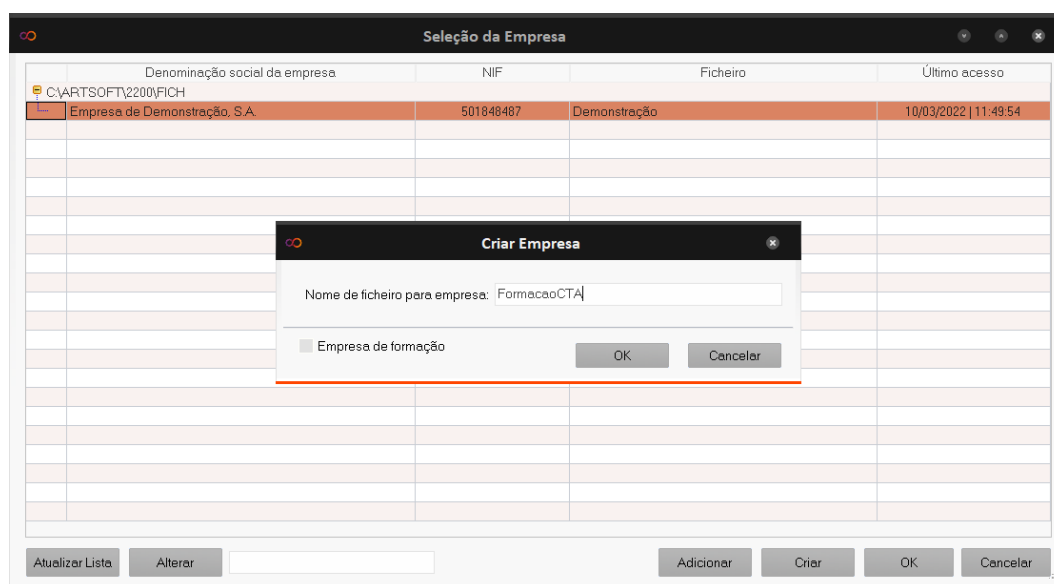 Seleção da Empresa
Denominação social da empresa NIF Ficheiro Último acesso
C:\ARTSOFT\2200\FICH
Empresa de Demonstração, S.A. 501848487 Demonstração 10/03/2022 | 11:49:54
Criar Empresa
Nome de ficheiro para empresa: FormacaoCTA
Empresa de formação OK Cancelar
Atualizar Lista Alterar Adicionar Criar OK Cancelar